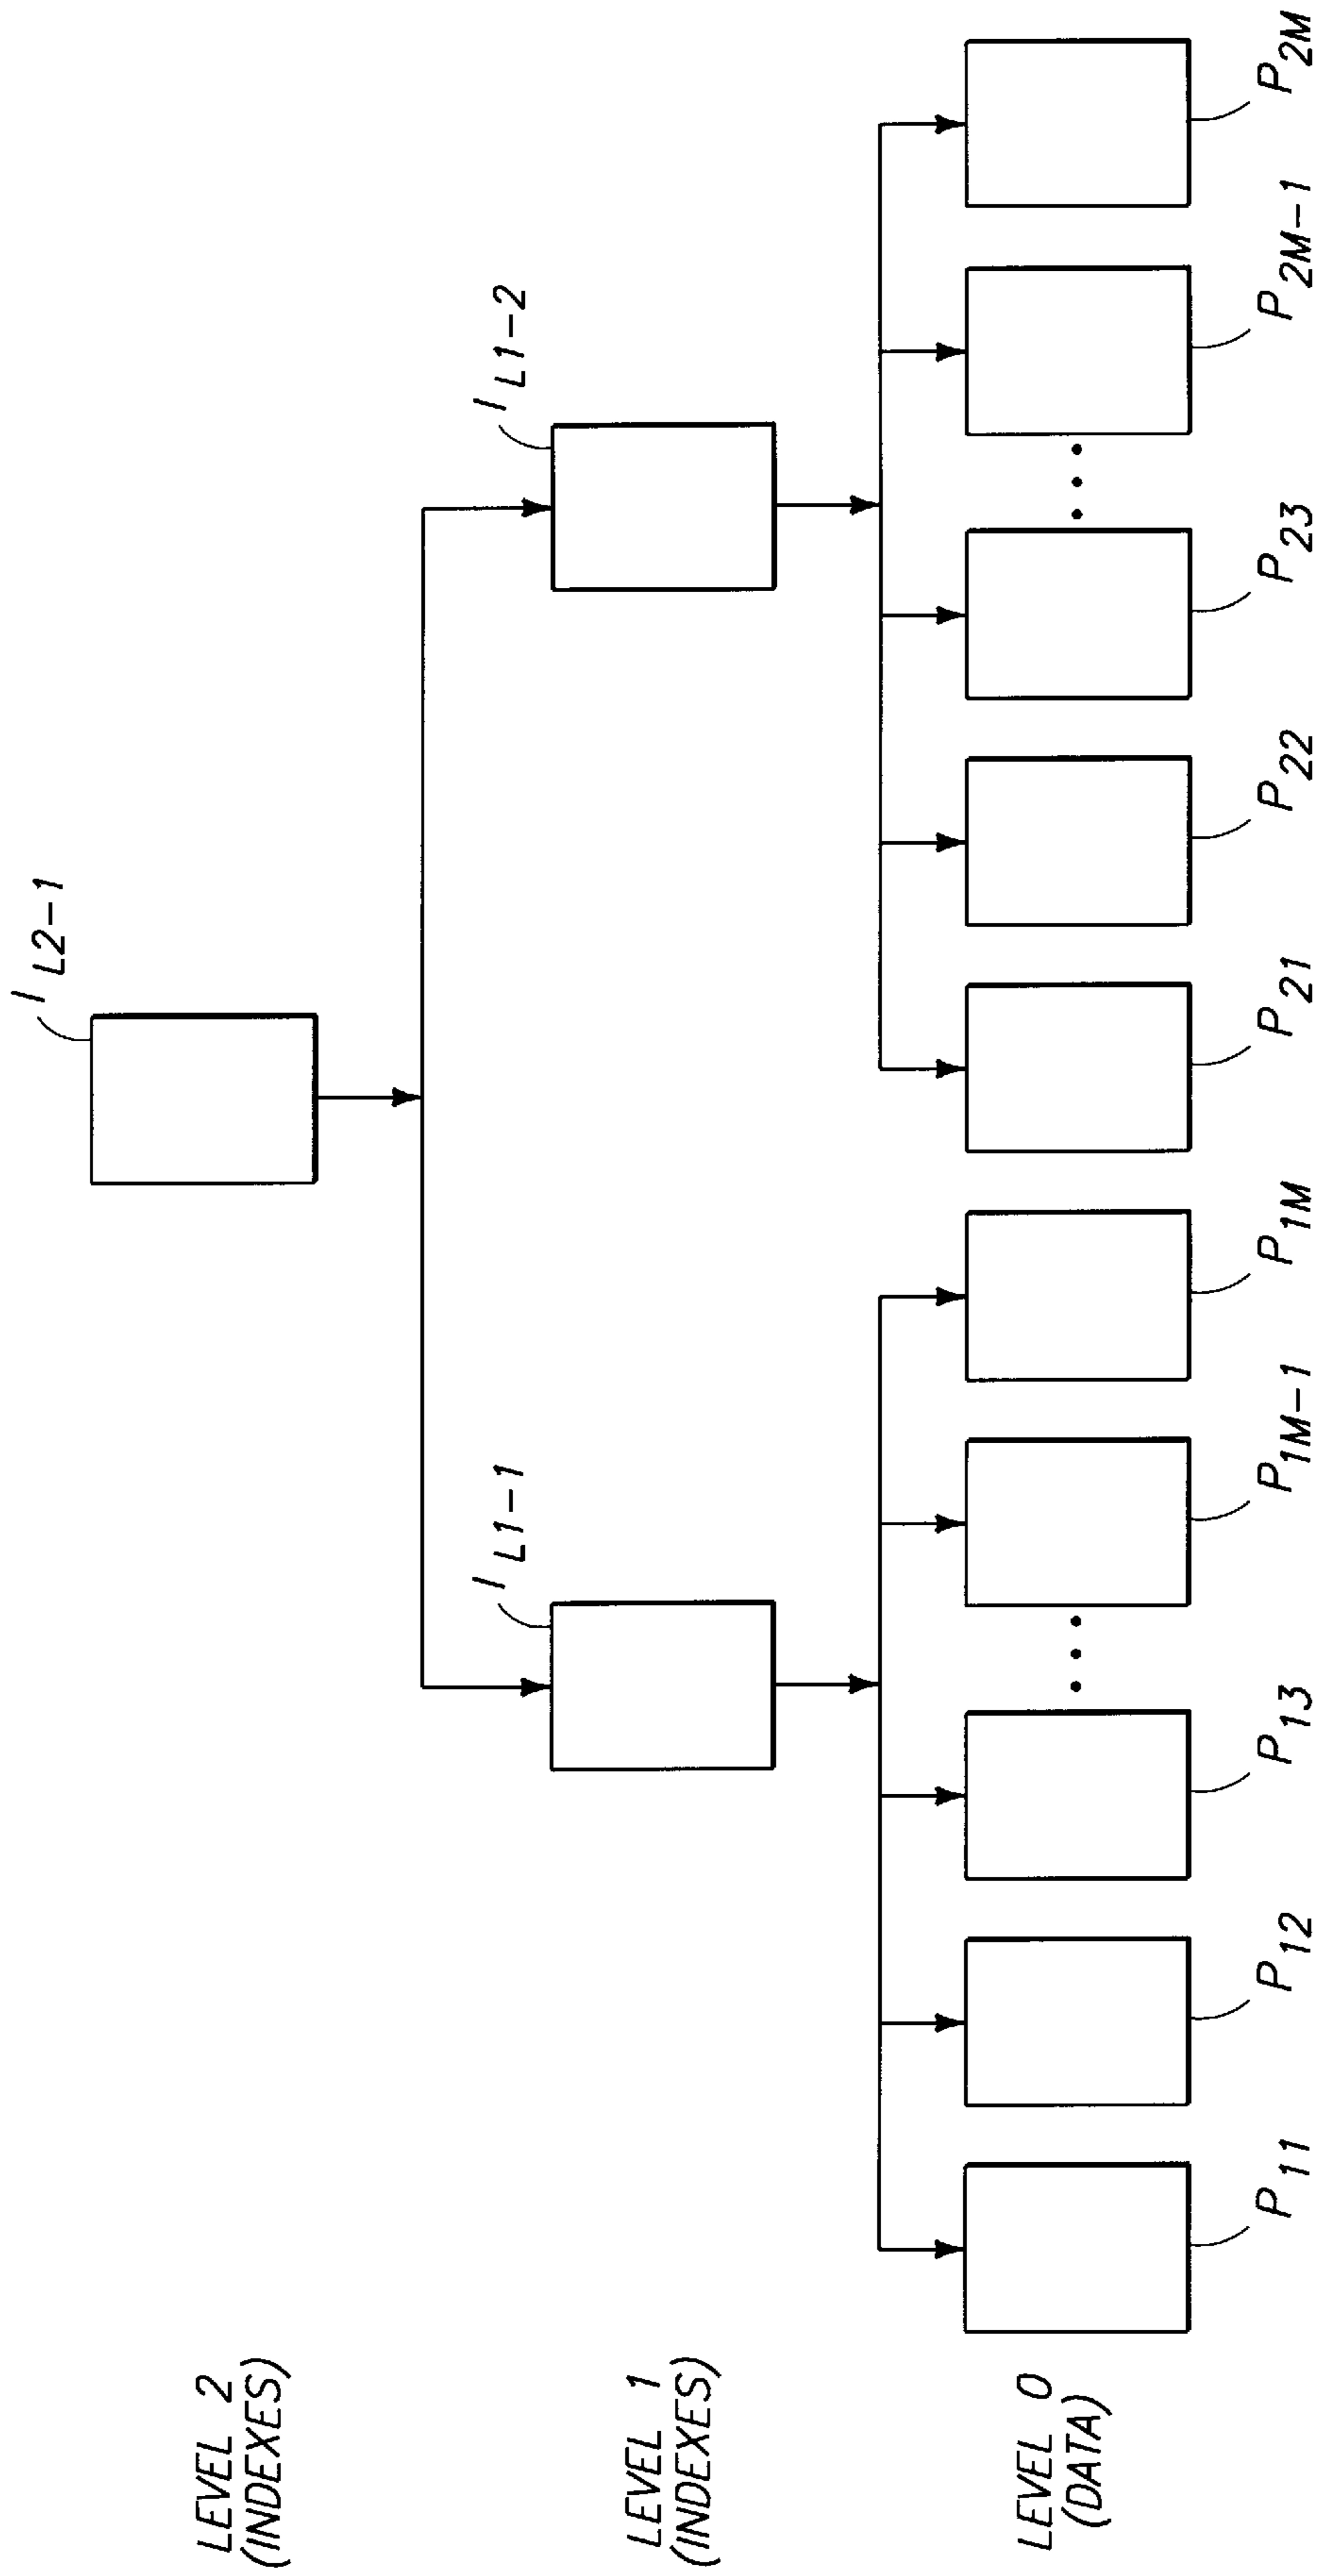 LEVEL 2
(INDEXES)
I L2-1
LEVEL 1
(INDEXES)
I L1-1
I L1-2
LEVEL 0
(DATA)
P 11
P 12
P 13
P 1M-1
P 1M
P 21
P 22
P 23
P 2M-1
P 2M